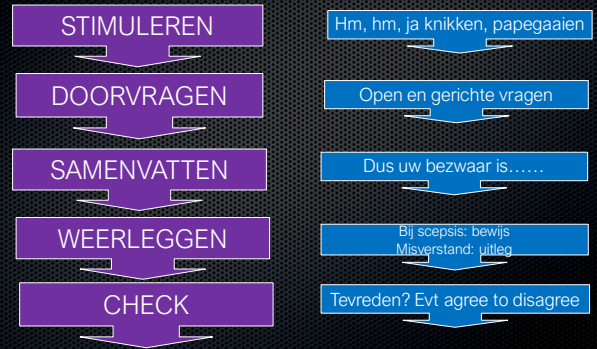 STIMULEREN
Hm, hm, ja knikken, papegaaien
DOORVRAGEN
Open en gerichte vragen
SAMENVATTEN
Dus uw bezwaar is……
WEERLEGGEN
Bij scepsis: bewijs
Misverstand: uitleg
CHECK
Tevreden? Evt agree to disagree